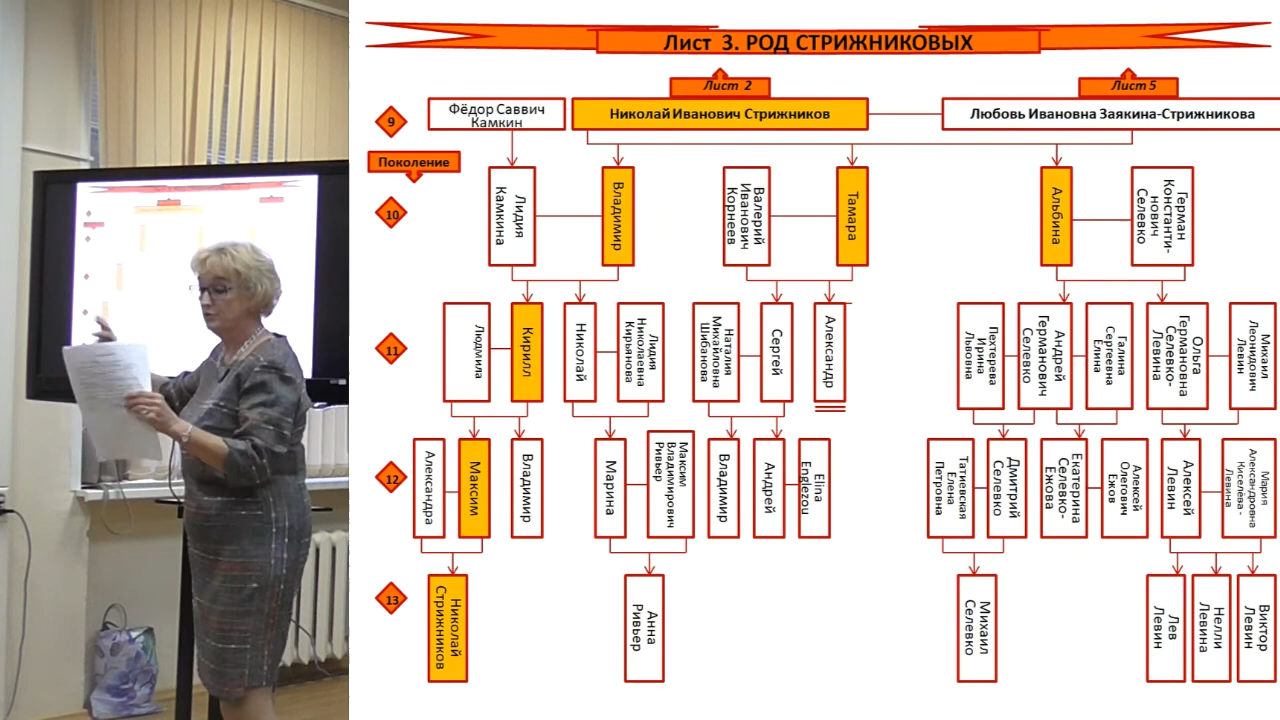 Лист 3. РОД СТРИЖНИКОВЫХ
Лист 2
Лист 5
9
Фёдор Саввич
Камкин
Николай Иванович Стрижников
Любовь Ивановна Заякина-Стрижникова
Поколение
10
Лидия
Камкина
Владимир
Валерий
Иванович
Корнеев
Тамара
Альбина
Герман
Константи-
нович
Селевко
11
Людмила
Кирилл
Николай
Лидия
Николаевна
Кирьянова
Наталия
Михайловна
Шибанова
Сергей
Александр
Пехтерева
Ирина
Львовна
Андрей
Германович
Селевко
Галина
Сергеевна
Елина
Ольга
Германовна
Селевко-
Левина
Михаил
Леонидович
Левин
12
Александра
Максим
Владимир
Марина
Максим
Владимирович
Ривьер
Владимир
Андрей
Elina
Englezou
Татиевская
Елена
Петровна
Дмитрий
Селевко
Екатерина
Селевко-
Ежова
Алексей
Олегович
Ежов
Алексей
Левин
Мария
Александровна
Киселёва -
Левина
13
Николай
Стрижников
Анна
Ривьер
Михаил
Селевко
Лев
Левин
Нелли
Левина
Виктор
Левин